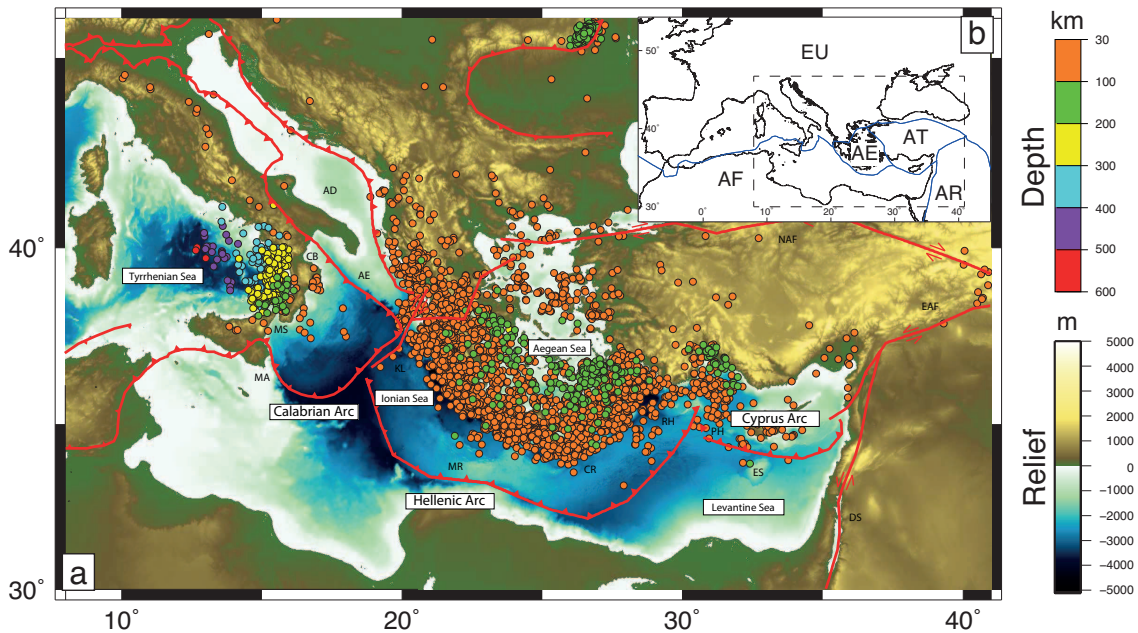 b
EU
AT
AE
AF
AR
50˚
40˚
30˚
0˚
10˚
20˚
30˚
40˚
AD
NAF
CB
AE
EAF
Tyrrhenian Sea
MS
Aegean Sea
MA
KL
Calabrian Arc
Ionian Sea
RH
PH
Cyprus Arc
MR
CR
ES
Hellenic Arc
Levantine Sea
DS
a
40˚
30˚
10˚
20˚
30˚
40˚
km
30
100
200
300
400
500
600
Depth
m
5000
4000
3000
2000
1000
0
−1000
−2000
−3000
−4000
−5000
Relief